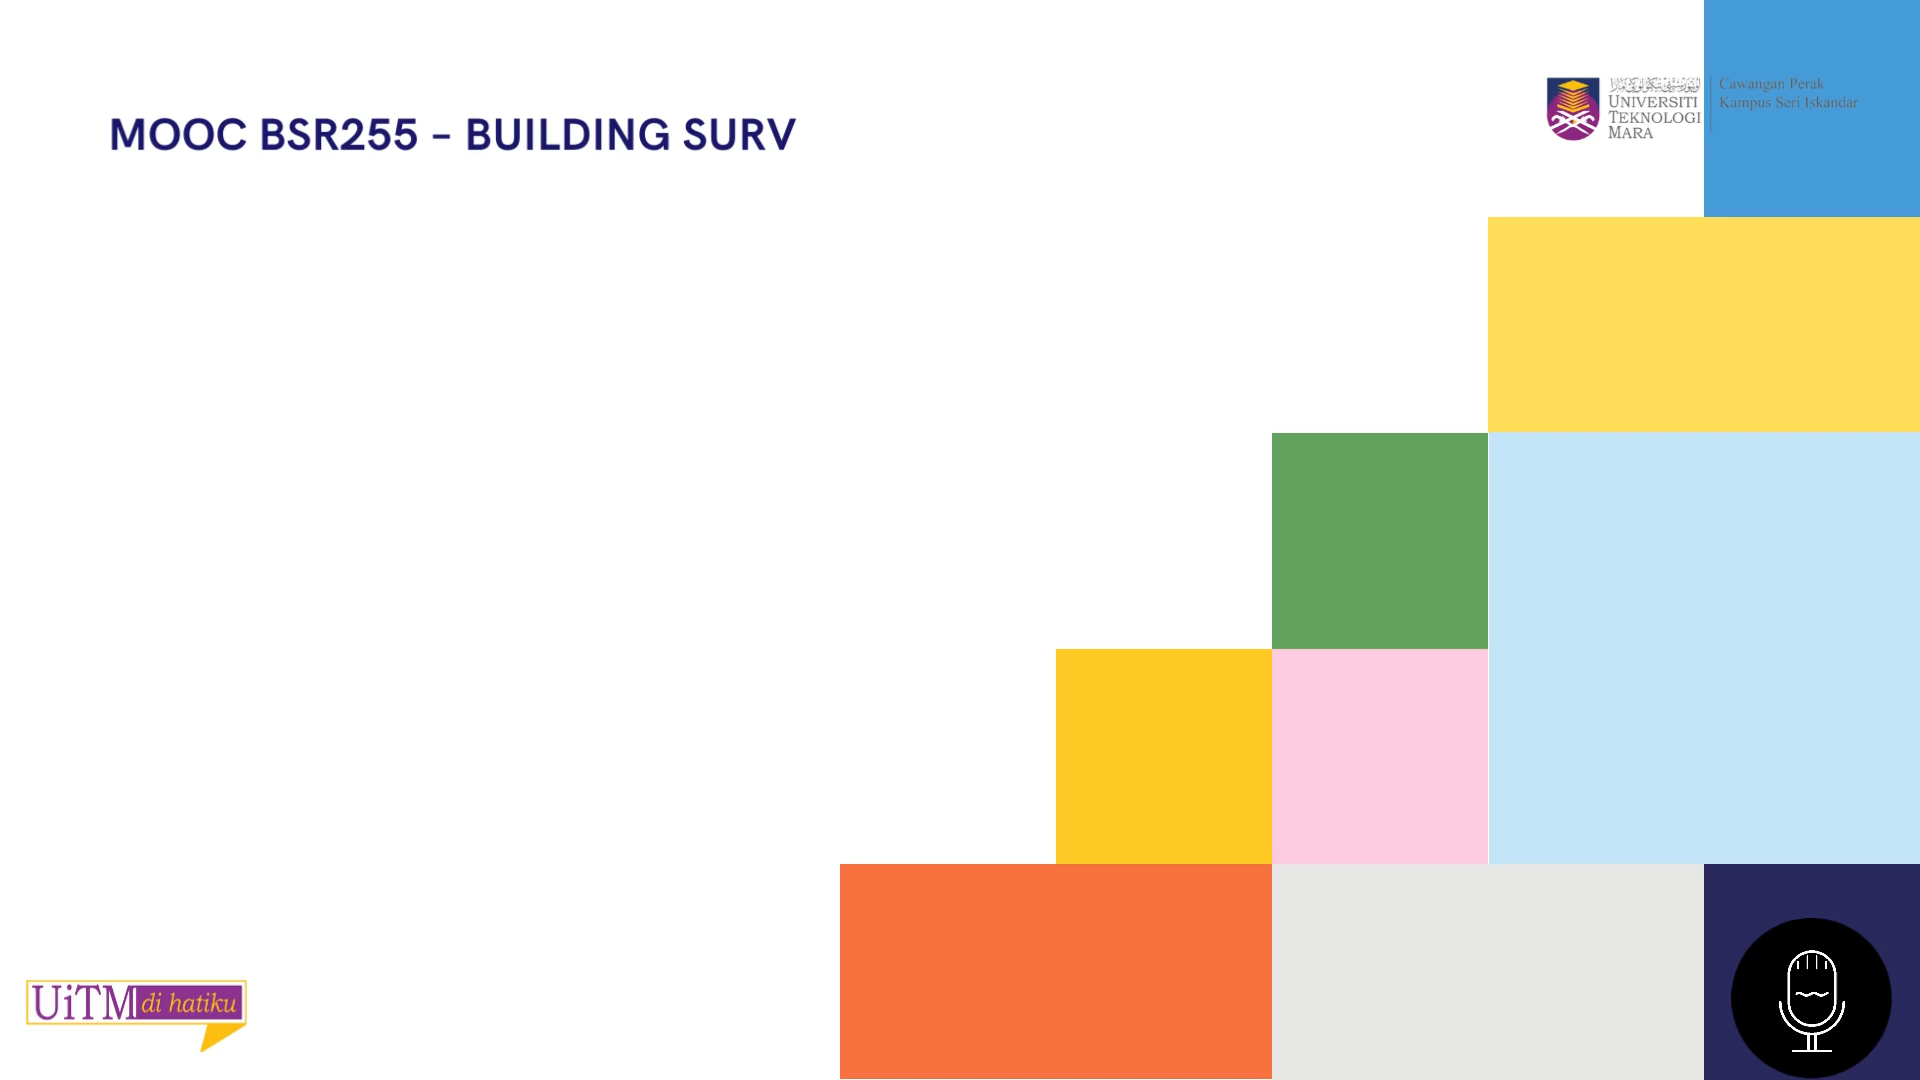 MOOC BSR255 - BUILDING SURV
UNIVERSITI
TEKNOLOGI
MARA
Cawangan Perak
Kampus Seri Iskandar
UiTM di hatiku